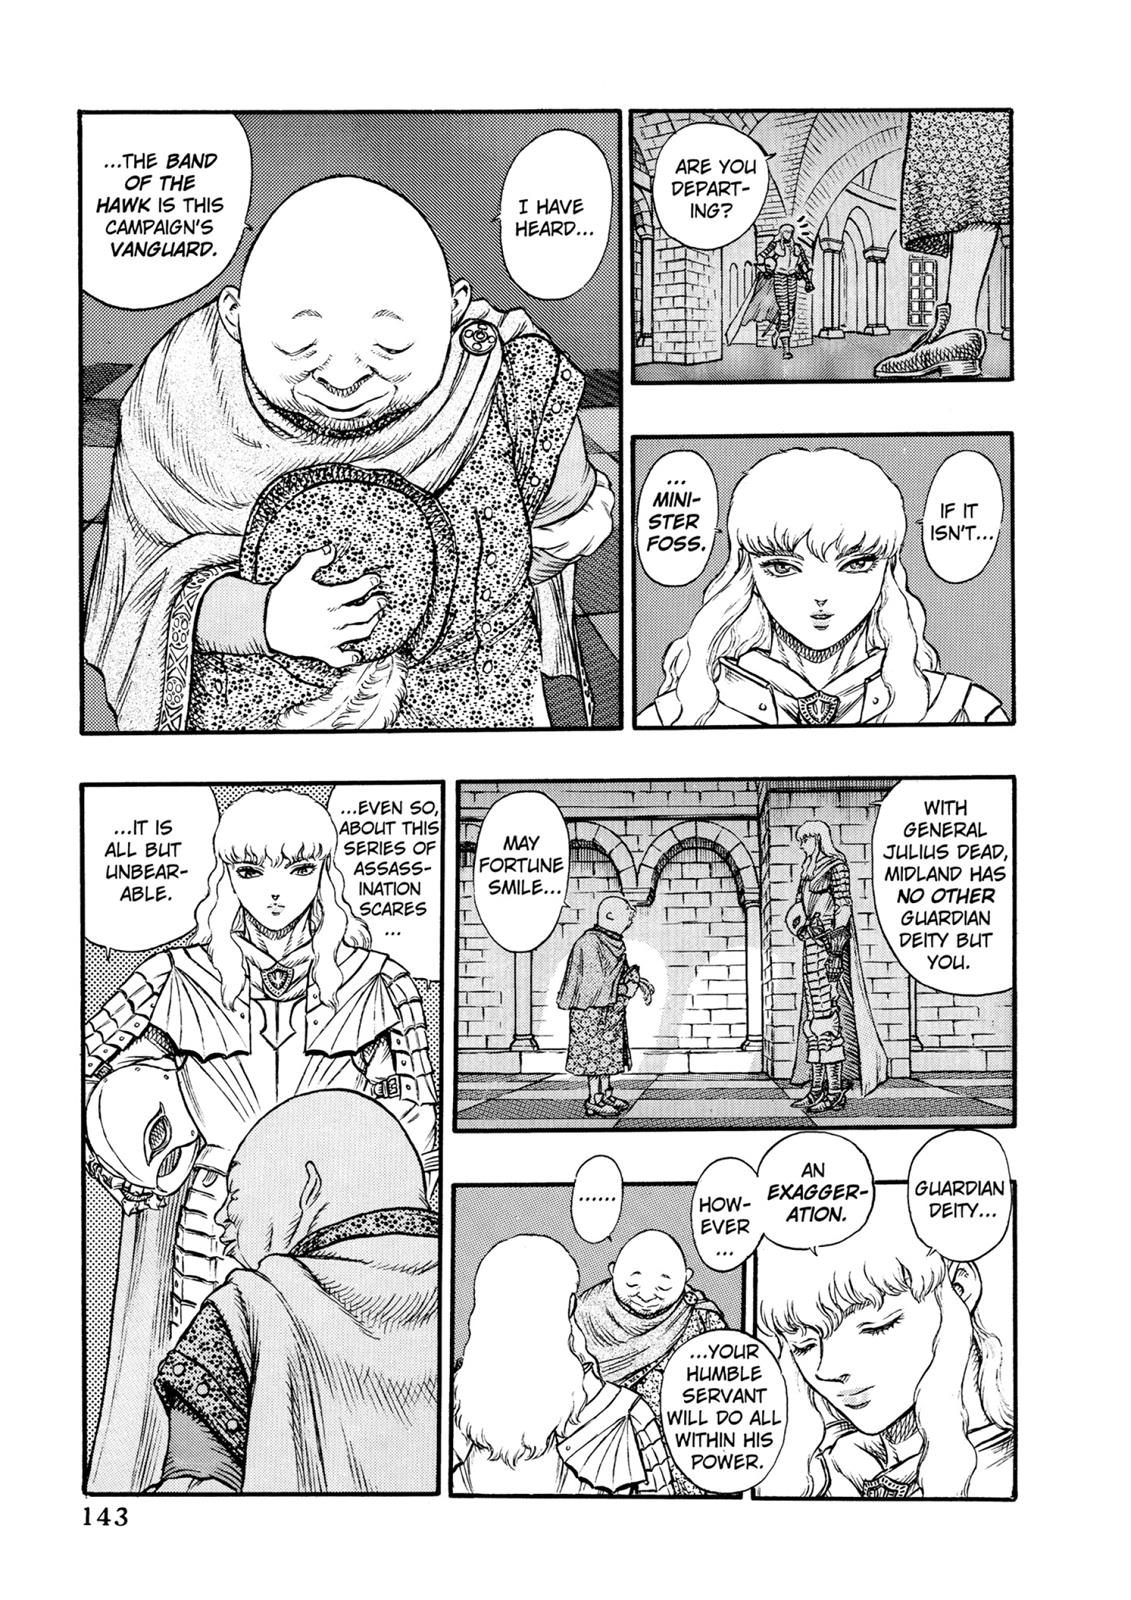 ARE YOU
DEPART-
ING?
IF IT
ISN'T...
...
MINI-
STER
FOSS.
I HAVE
HEARD...
...THE BAND
OF THE
HAWK IS THIS
CAMPAIGN'S
VANGUARD.
WITH
GENERAL
JULIUS DEAD,
MIDLAND HAS
NO OTHER
GUARDIAN
DEITY BUT
YOU.
MAY
FORTUNE
SMILE...
GUARDIAN
DEITY...
AN
EXAGGER-
ATION.
HOW-
EVER
...
......
...YOUR
HUMBLE
SERVANT
WILL DO ALL
WITHIN HIS
POWER.
...EVEN SO,
ABOUT THIS
SERIES OF
ASSASS-
INATION
SCARES
...
...IT IS
ALL BUT
UNBEAR-
ABLE.
143